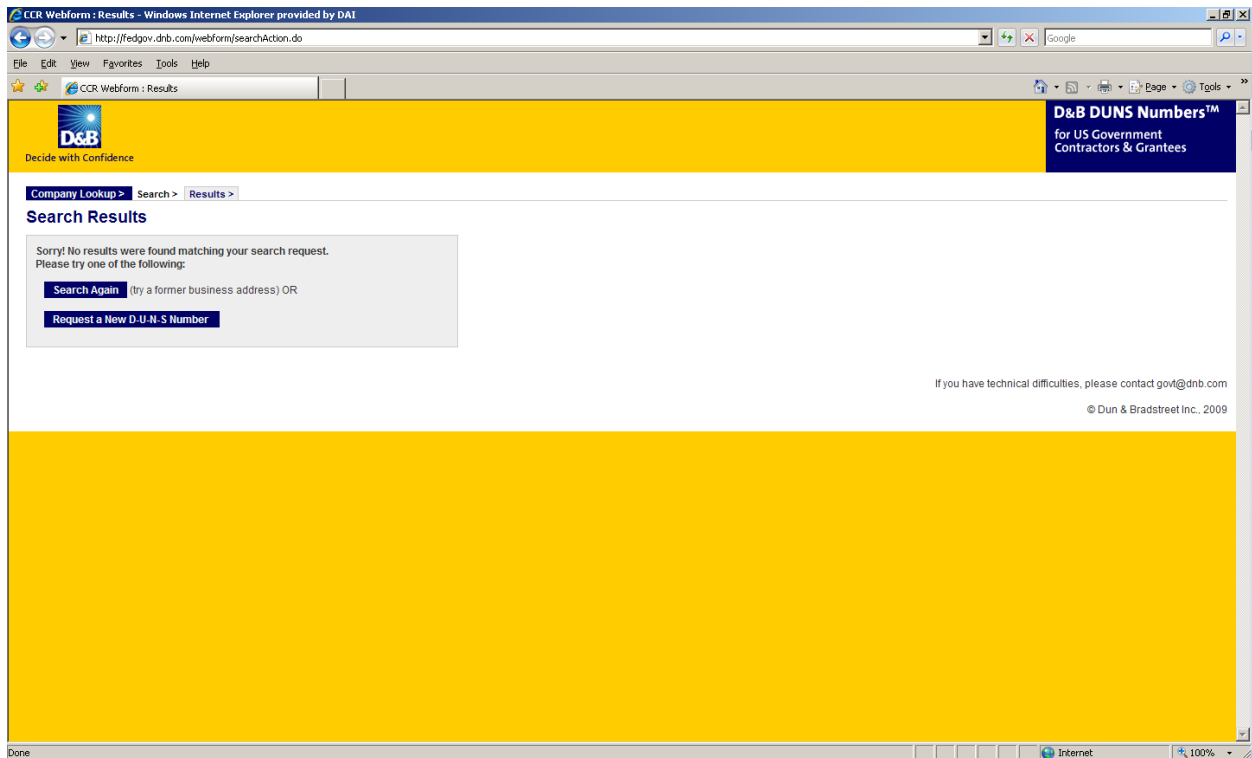 CCR Webform : Results - Windows Internet Explorer provided by DAI
http://fedgov.dnb.com/webform/searchAction.do
Google
File Edit View Favorites Tools Help
CCR Webform : Results
Page Tools »
D&B
Decide with Confidence
D&B DUNS Numbers™
for US Government
Contractors & Grantees
Company Lookup > Search > Results >
Search Results
Sorry! No results were found matching your search request.
Please try one of the following:
Search Again (try a former business address) OR
Request a New D-U-N-S Number
If you have technical difficulties, please contact govt@dnb.com
© Dun & Bradstreet Inc., 2009
Done Internet 100%